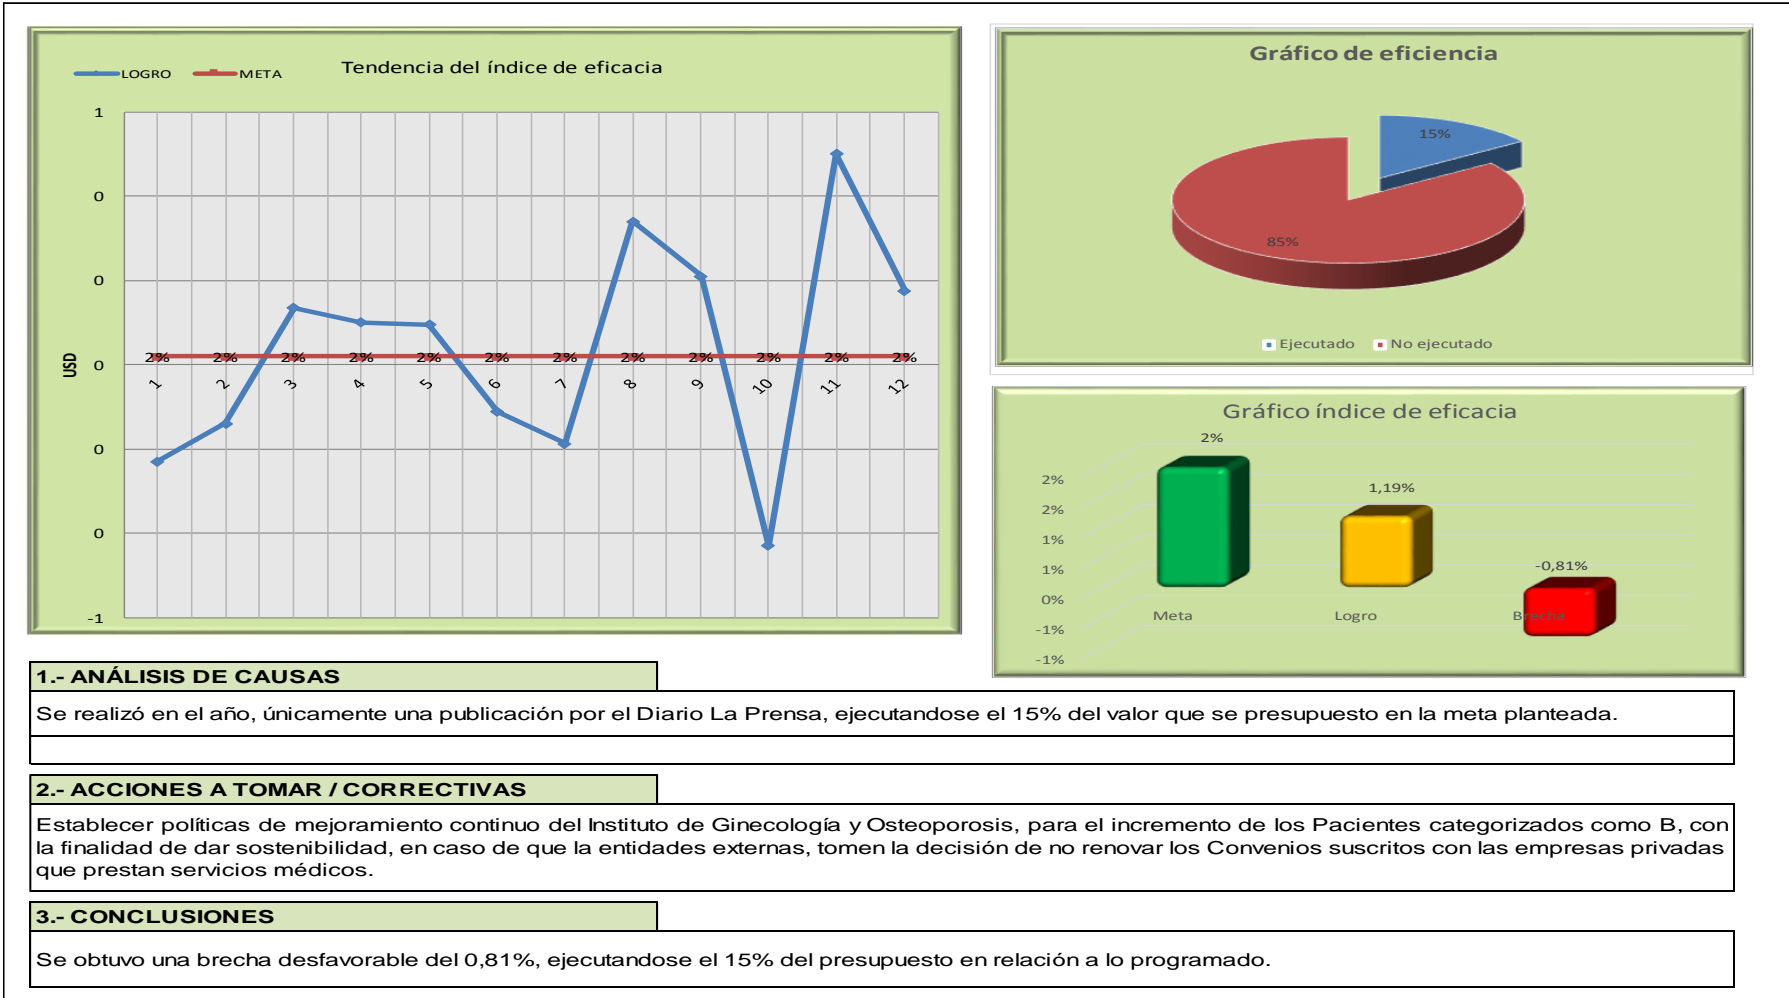 LOGRO META Tendencia del índice de eficacia
1
0
0
0
0
0
-1
USD
2% 2% 2% 2% 2% 2% 2% 2% 2% 2% 2% 2%
1 2 3 4 5 6 7 8 9 10 11 12
Gráfico de eficiencia
15%
85%
Ejecutado No ejecutado
Gráfico índice de eficacia
2%
2%
1,19%
2%
1%
-0,81%
1%
0%
Meta Logro Brecha
-1%
-1%
1.- ANÁLISIS DE CAUSAS
Se realizó en el año, únicamente una publicación por el Diario La Prensa, ejecutandose el 15% del valor que se presupuesto en la meta planteada.
2.- ACCIONES A TOMAR / CORRECTIVAS
Establecer políticas de mejoramiento continuo del Instituto de Ginecología y Osteoporosis, para el incremento de los Pacientes categorizados como B, con
la finalidad de dar sostenibilidad, en caso de que la entidades externas, tomen la decisión de no renovar los Convenios suscritos con las empresas privadas
que prestan servicios médicos.
3.- CONCLUSIONES
Se obtuvo una brecha desfavorable del 0,81%, ejecutandose el 15% del presupuesto en relación a lo programado.